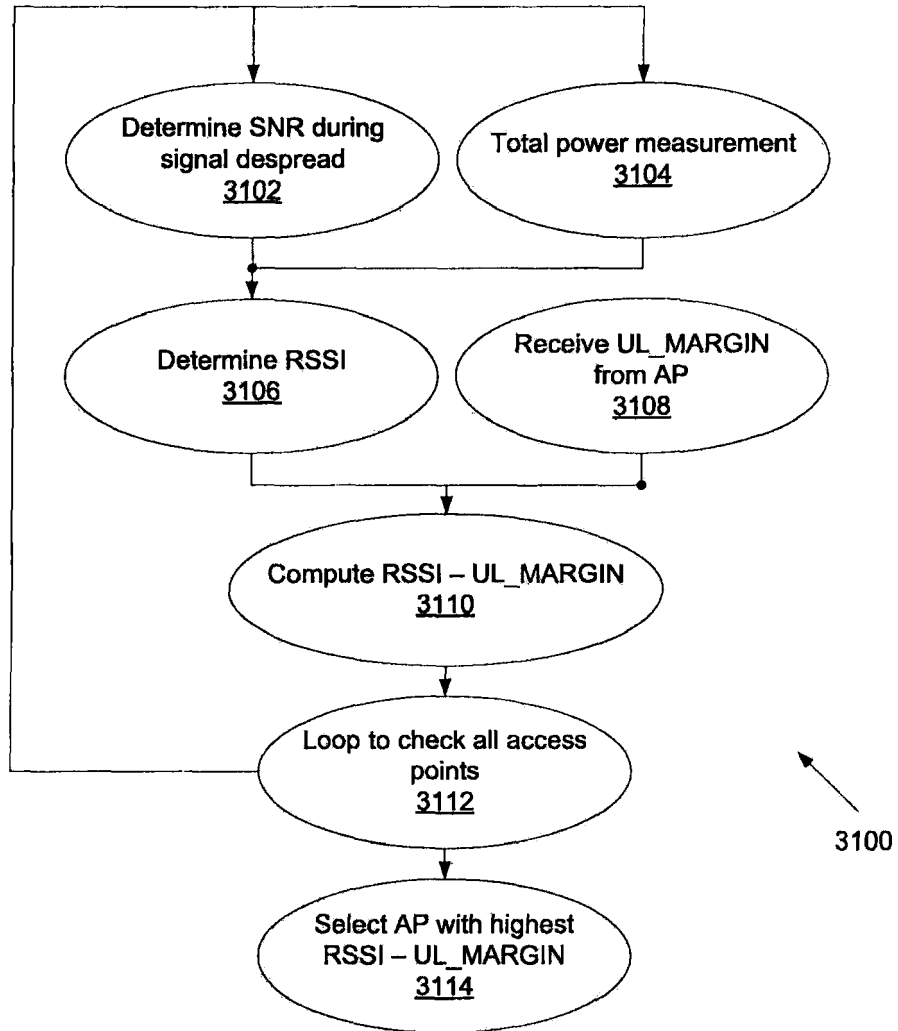 Determine SNR during
signal despread
3102
Total power measurement
3104
Determine RSSI
3106
Receive UL_MARGIN
from AP
3108
Compute RSSI – UL_MARGIN
3110
Loop to check all access
points
3112
3100
Select AP with highest
RSSI – UL_MARGIN
3114